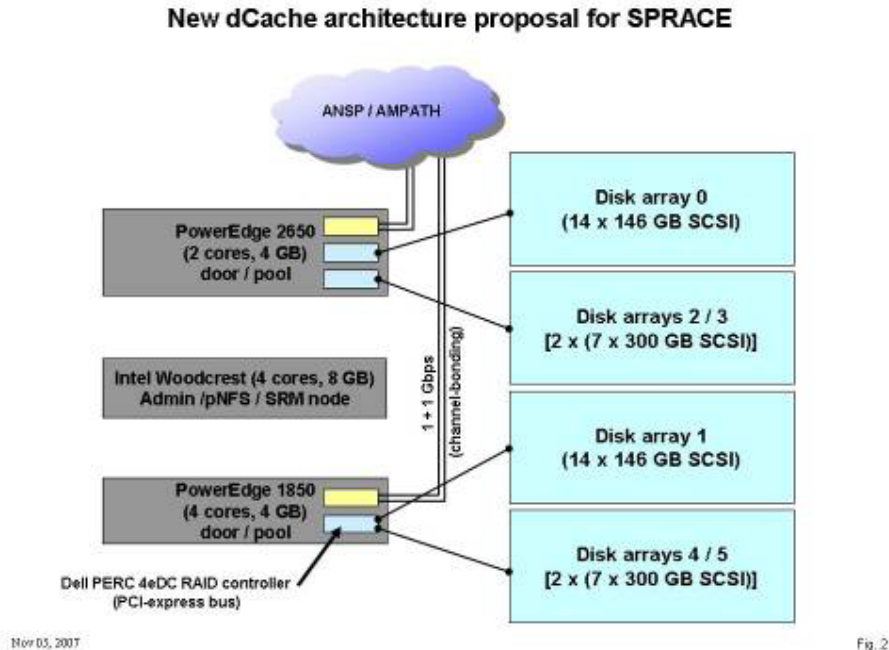 New dCache architecture proposal for SPRACE
ANSP / AMPATH
PowerEdge 2650
(2 cores, 4 GB)
door / pool
Disk array 0
(14 x 146 GB SCSI)
Disk arrays 2 / 3
[2 x (7 x 300 GB SCSI)]
Intel Woodcrest (4 cores, 8 GB)
Admin /pNFS / SRM node
1 + 1 Gbps
(channel-bonding)
Disk array 1
(14 x 146 GB SCSI)
PowerEdge 1850
(4 cores, 4 GB)
door / pool
Disk arrays 4 / 5
[2 x (7 x 300 GB SCSI)]
Dell PERC 4eDC RAID controller
(PCI-express bus)
Nov 05, 2007
Fig. 2